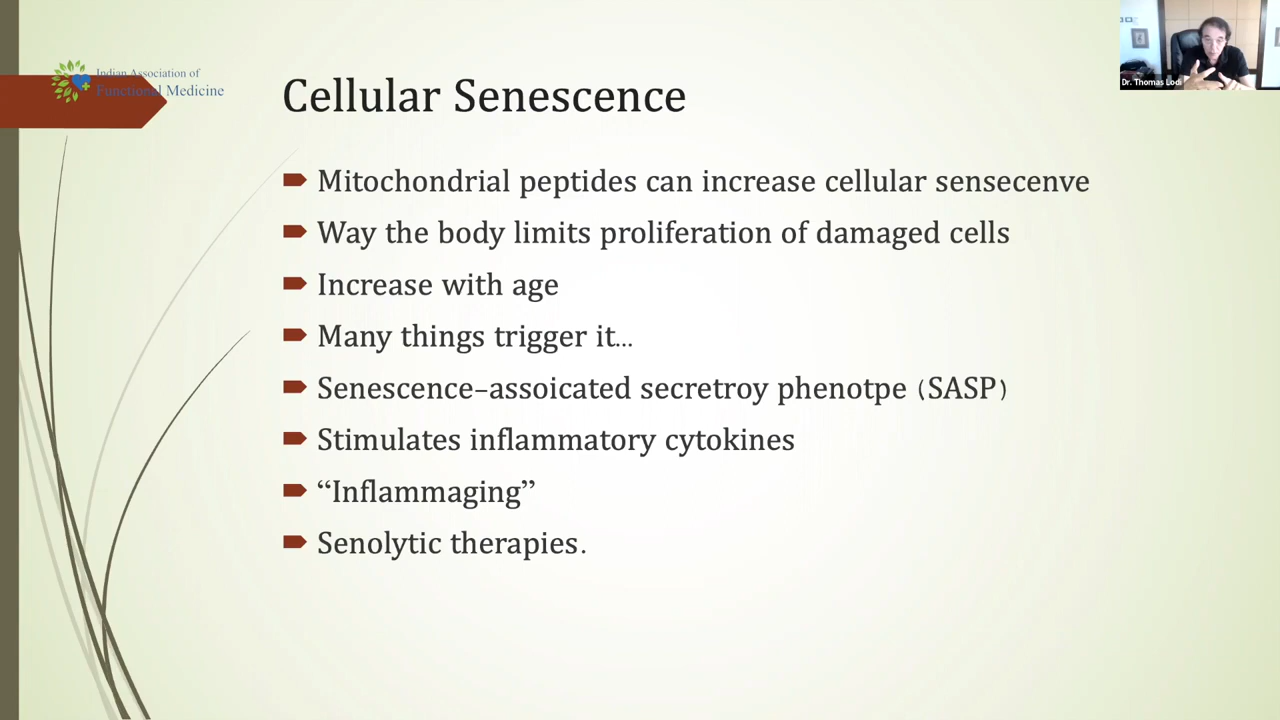 Indian Association of
Functional Medicine
Cellular Senescence
Mitochondrial peptides can increase cellular sensecenve
Way the body limits proliferation of damaged cells
Increase with age
Many things trigger it...
Senescence–assoicated secretroy phenotpe (SASP)
Stimulates inflammatory cytokines
“Inflammaging”
Senolytic therapies.
Dr. Thomas Lodi